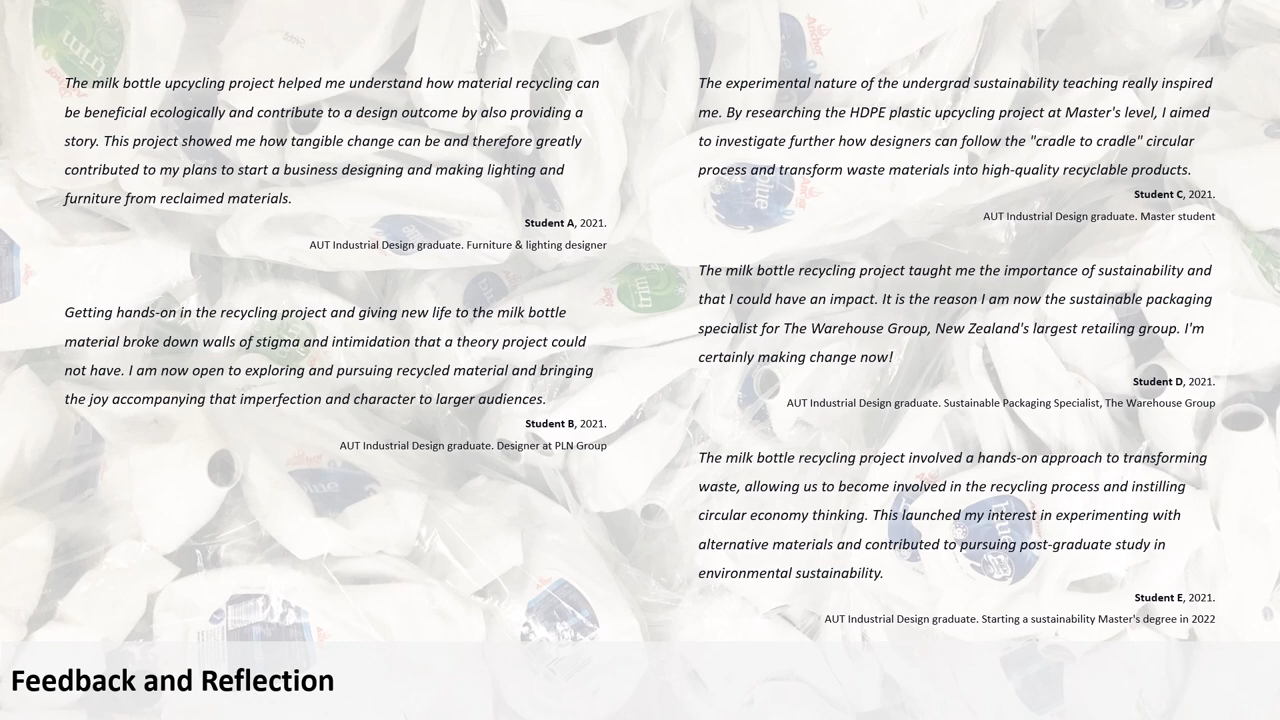 The milk bottle upcycling project helped me understand how material recycling can
be beneficial ecologically and contribute to a design outcome by also providing a
story. This project showed me how tangible change can be and therefore greatly
contributed to my plans to start a business designing and making lighting and
furniture from reclaimed materials.
Student A, 2021.
AUT Industrial Design graduate. Furniture & lighting designer
Getting hands-on in the recycling project and giving new life to the milk bottle
material broke down walls of stigma and intimidation that a theory project could
not have. I am now open to exploring and pursuing recycled material and bringing
the joy accompanying that imperfection and character to larger audiences.
Student B, 2021.
AUT Industrial Design graduate. Designer at PLN Group
The experimental nature of the undergrad sustainability teaching really inspired
me. By researching the HDPE plastic upcycling project at Master's level, I aimed
to investigate further how designers can follow the "cradle to cradle" circular
process and transform waste materials into high-quality recyclable products.
Student C, 2021.
AUT Industrial Design graduate. Master student
The milk bottle recycling project taught me the importance of sustainability and
that I could have an impact. It is the reason I am now the sustainable packaging
specialist for The Warehouse Group, New Zealand's largest retailing group. I'm
certainly making change now!
Student D, 2021.
AUT Industrial Design graduate. Sustainable Packaging Specialist, The Warehouse Group
The milk bottle recycling project involved a hands-on approach to transforming
waste, allowing us to become involved in the recycling process and instilling
circular economy thinking. This launched my interest in experimenting with
alternative materials and contributed to pursuing post-graduate study in
environmental sustainability.
Student E, 2021.
AUT Industrial Design graduate. Starting a sustainability Master's degree in 2022
Feedback and Reflection
trim
Anchor
blue
Anchor
trim
blue
blue